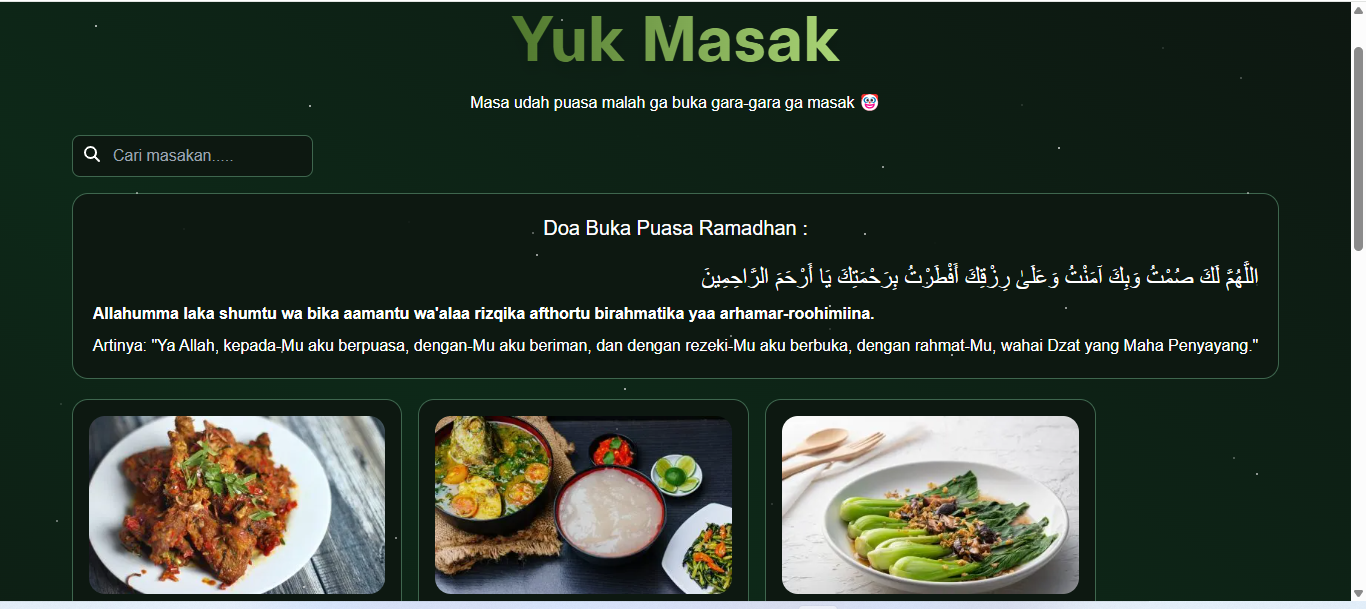 Yuk Masak
Masa udah puasa malah ga buka gara-gara ga masak 🤡
Cari masakan.....
Doa Buka Puasa Ramadhan :
اللَّهُمَّ لَكَ صُمْتُ وَبِكَ آمَنْتُ وَعَلَىٰ رِزْقِكَ أَفْطَرْتُ بِرَحْمَتِكَ يَا أَرْحَمَ الرَّاحِمِينَ
Allahumma laka shumtu wa bika aamantu wa'alaa rizqika afthortu birahmatika yaa arhamar-roohimiina.
Artinya: "Ya Allah, kepada-Mu aku berpuasa, dengan-Mu aku beriman, dan dengan rezeki-Mu aku berbuka, dengan rahmat-Mu, wahai Dzat yang Maha Penyayang."